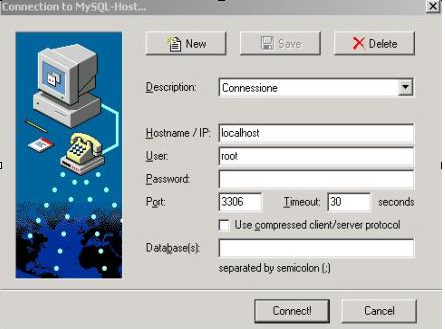 Connection to MySQL-Host...
New Save Delete
Description: Connessione
Hostname / IP: localhost
User: root
Password:
Port: 3306 Timeout: 30 seconds
Use compressed client/server protocol
Database(s):
separated by semicolon (;)
Connect! Cancel